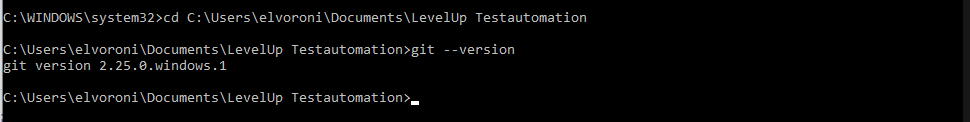 C:\WINDOWS\system32>cd C:\Users\elvoroni\Documents\LevelUp Testautomation
C:\Users\elvoroni\Documents\LevelUp Testautomation>git --version
git version 2.25.0.windows.1
C:\Users\elvoroni\Documents\LevelUp Testautomation>